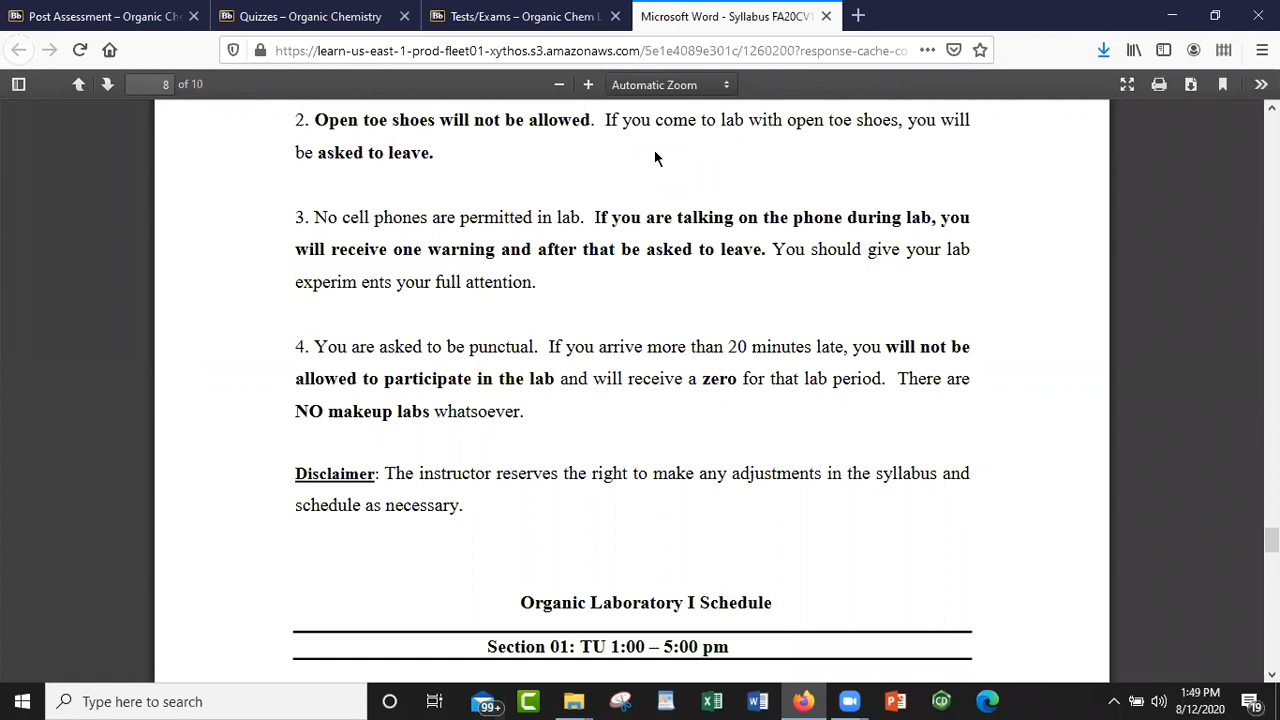 Post Assessment – Organic Ch
Quizzes – Organic Chemistry
Tests/Exams – Organic Chem L
Microsoft Word - Syllabus FA20CV1
https://learn-us-east-1-prod-fleet01-xythos.s3.amazonaws.com/5e1e4089e301c/1260200?response-cache-co
8 of 10
Automatic Zoom
2. Open toe shoes will not be allowed. If you come to lab with open toe shoes, you will
be asked to leave.
3. No cell phones are permitted in lab. If you are talking on the phone during lab, you
will receive one warning and after that be asked to leave. You should give your lab
experim ents your full attention.
4. You are asked to be punctual. If you arrive more than 20 minutes late, you will not be
allowed to participate in the lab and will receive a zero for that lab period. There are
NO makeup labs whatsoever.
Disclaimer: The instructor reserves the right to make any adjustments in the syllabus and
schedule as necessary.
Organic Laboratory I Schedule
Section 01: TU 1:00 – 5:00 pm
Type here to search
99+
1:49 PM
8/12/2020
19